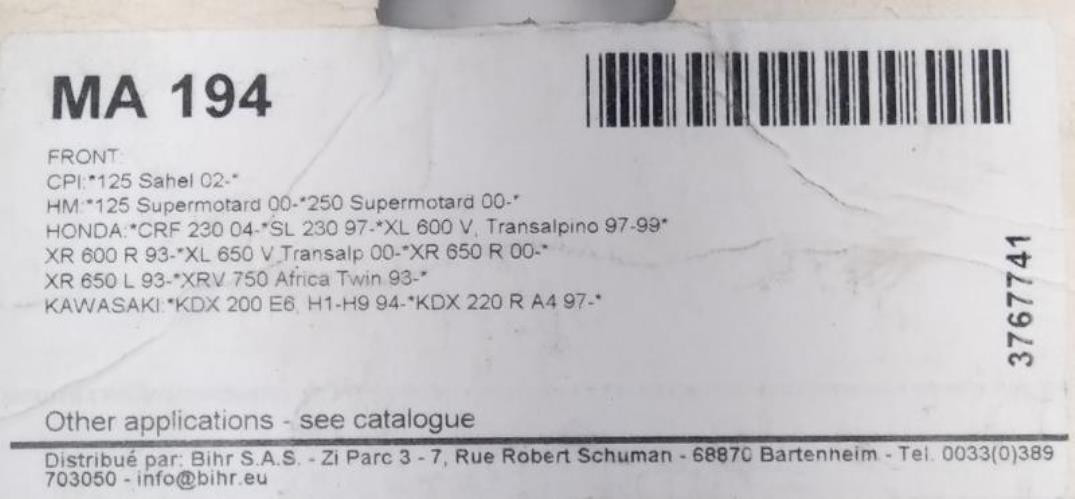 MA 194
FRONT:
CPI:*125 Sahel 02-*
HM:*125 Supermotard 00-*250 Supermotard 00-*
HONDA:*CRF 230 04-*SL 230 97-*XL 600 V, Transalpino 97-99*
XR 600 R 93-*XL 650 V Transalp 00-*XR 650 R 00-*
XR 650 L 93-*XRV 750 Africa Twin 93-*
KAWASAKI:*KDX 200 E6, H1-H9 94-*KDX 220 R A4 97-*
3767741
Other applications - see catalogue
Distribué par: Bihr S.A.S. - Zi Parc 3 - 7, Rue Robert Schuman - 68870 Bartenheim - Tel. 0033(0)389
703050 - info@bihr.eu